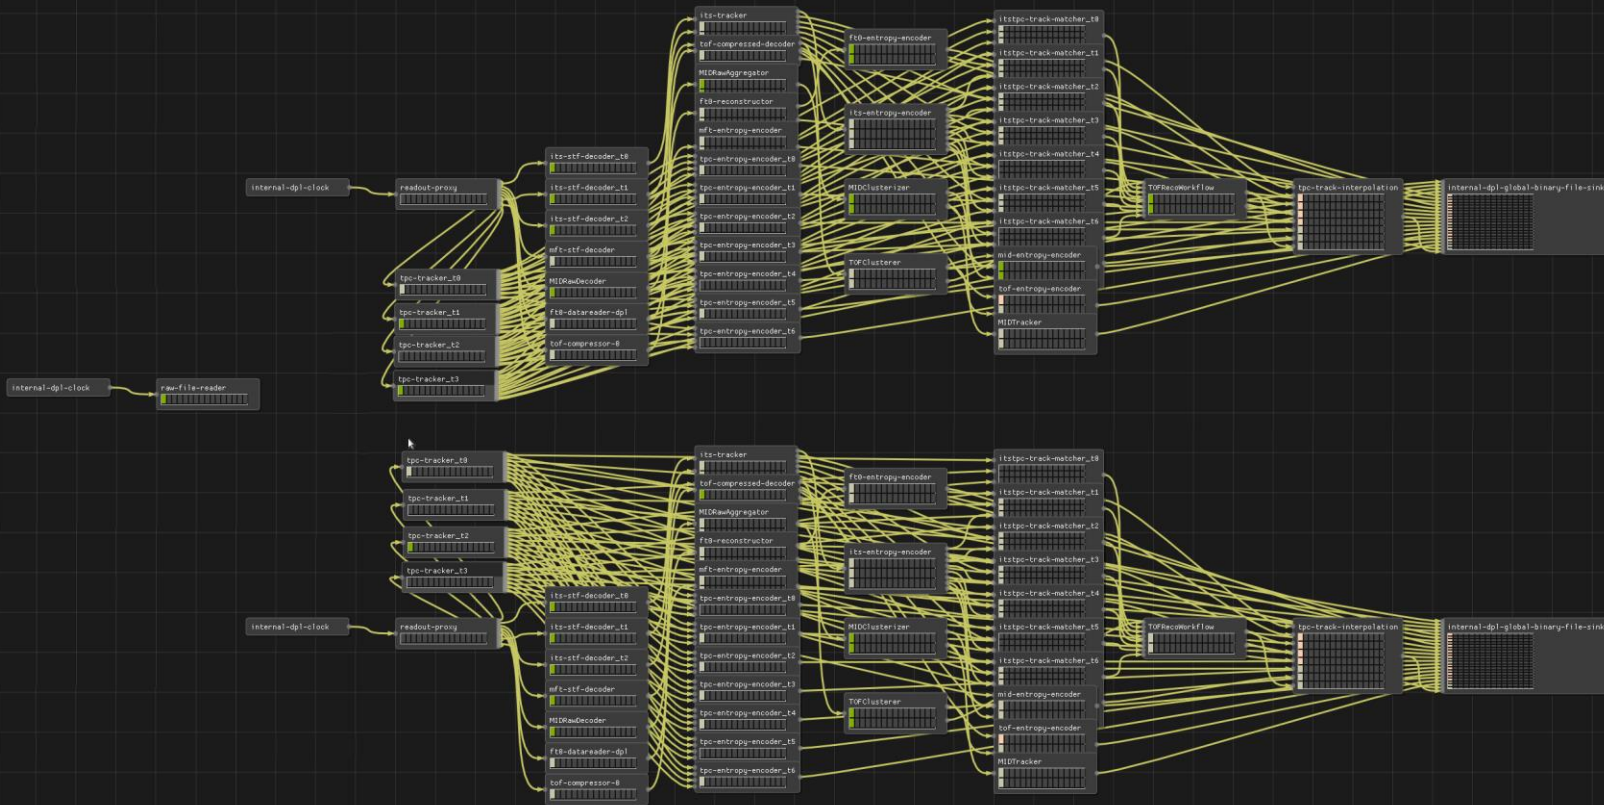 its-tracker
tof-compressed-decoder
MIDRawAggregator
ft0-reconstructor
mft-entropy-encoder
tpc-entropy-encoder_t0
tpc-entropy-encoder_t1
tpc-entropy-encoder_t2
tpc-entropy-encoder_t3
tpc-entropy-encoder_t4
tpc-entropy-encoder_t5
tpc-entropy-encoder_t6
ft0-entropy-encoder
its-entropy-encoder
MIDClusterizer
TOFClusterer
itstpc-track-matcher_t0
itstpc-track-matcher_t1
itstpc-track-matcher_t2
itstpc-track-matcher_t3
itstpc-track-matcher_t4
itstpc-track-matcher_t5
itstpc-track-matcher_t6
mid-entropy-encoder
tof-entropy-encoder
MIDTracker
TOFRecoWorkflow
tpc-track-interpolation
internal-dpl-global-binary-file-sink
internal-dpl-clock
readout-proxy
its-stf-decoder_t0
its-stf-decoder_t1
its-stf-decoder_t2
mft-stf-decoder
MIDRawDecoder
ft0-datareader-dpl
tof-compressor-0
tpc-tracker_t0
tpc-tracker_t1
tpc-tracker_t2
tpc-tracker_t3
internal-dpl-clock
raw-file-reader
tpc-tracker_t0
tpc-tracker_t1
tpc-tracker_t2
tpc-tracker_t3
internal-dpl-clock
readout-proxy
its-stf-decoder_t0
its-stf-decoder_t1
its-stf-decoder_t2
mft-stf-decoder
MIDRawDecoder
ft0-datareader-dpl
tof-compressor-0
its-tracker
tof-compressed-decoder
MIDRawAggregator
ft0-reconstructor
mft-entropy-encoder
tpc-entropy-encoder_t0
tpc-entropy-encoder_t1
tpc-entropy-encoder_t2
tpc-entropy-encoder_t3
tpc-entropy-encoder_t4
tpc-entropy-encoder_t5
tpc-entropy-encoder_t6
ft0-entropy-encoder
its-entropy-encoder
MIDClusterizer
TOFClusterer
itstpc-track-matcher_t0
itstpc-track-matcher_t1
itstpc-track-matcher_t2
itstpc-track-matcher_t3
itstpc-track-matcher_t4
itstpc-track-matcher_t5
itstpc-track-matcher_t6
mid-entropy-encoder
tof-entropy-encoder
MIDTracker
TOFRecoWorkflow
tpc-track-interpolation
internal-dpl-global-binary-file-sink